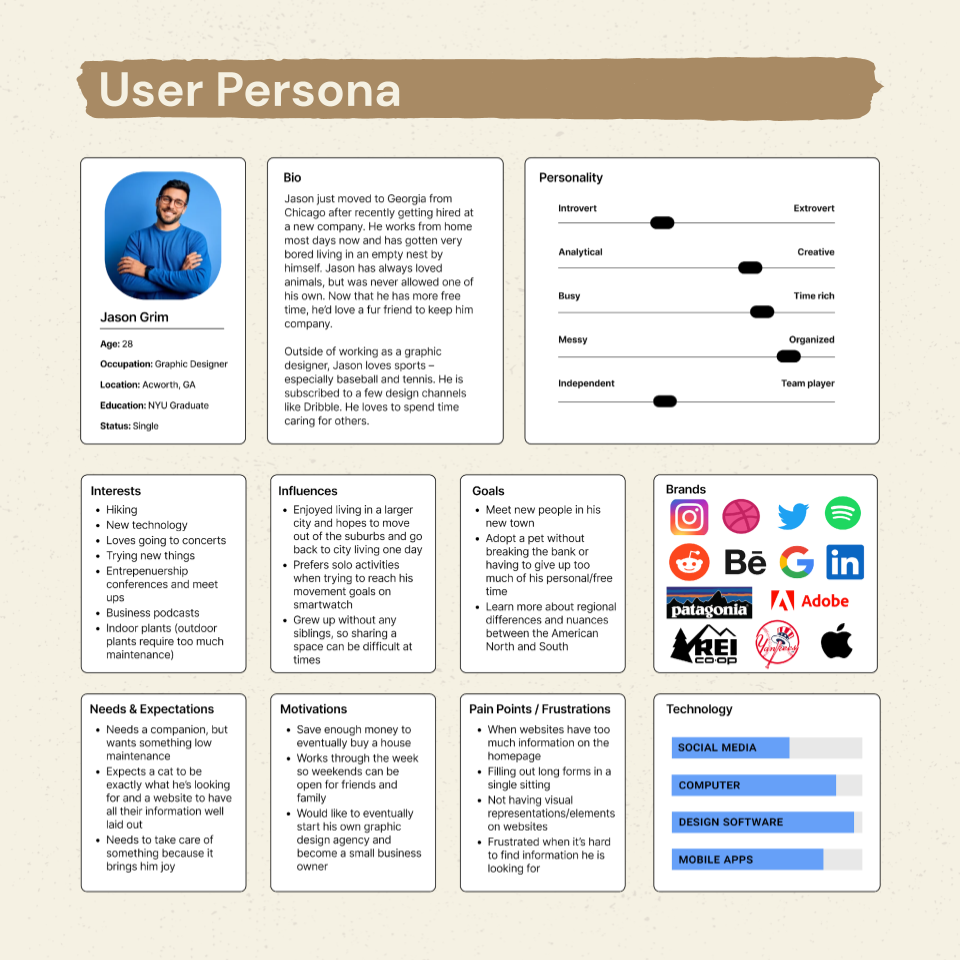 User Persona
Jason Grim
Age: 28
Occupation: Graphic Designer
Location: Acworth, GA
Education: NYU Graduate
Status: Single
Bio
Jason just moved to Georgia from
Chicago after recently getting hired at
a new company. He works from home
most days now and has gotten very
bored living in an empty nest by
himself. Jason has always loved
animals, but was never allowed one of
his own. Now that he has more free
time, he'd love a fur friend to keep him
company.
Outside of working as a graphic
designer, Jason loves sports –
especially baseball and tennis. He is
subscribed to a few design channels
like Dribble. He loves to spend time
caring for others.
Personality
Introvert Extrovert
Analytical Creative
Busy Time rich
Messy Organized
Independent Team player
Interests
• Hiking
• New technology
• Loves going to concerts
• Trying new things
• Entrepenuership
conferences and meet
ups
• Business podcasts
• Indoor plants (outdoor
plants require too much
maintenance)
Influences
• Enjoyed living in a larger
city and hopes to move
out of the suburbs and go
back to city living one day
• Prefers solo activities
when trying to reach his
movement goals on
smartwatch
• Grew up without any
siblings, so sharing a
space can be difficult at
times
Goals
• Meet new people in his
new town
• Adopt a pet without
breaking the bank or
having to give up too
much of his personal/free
time
• Learn more about regional
differences and nuances
between the American
North and South
Brands
Bē
G
in
patagonia
Adobe
REI
co·op
Yankees
Needs & Expectations
• Needs a companion, but
wants something low
maintenance
• Expects a cat to be
exactly what he's looking
for and a website to have
all their information well
laid out
• Needs to take care of
something because it
brings him joy
Motivations
• Save enough money to
eventually buy a house
• Works through the week
so weekends can be
open for friends and
family
• Would like to eventually
start his own graphic
design agency and
become a small business
owner
Pain Points / Frustrations
• When websites have too
much information on the
homepage
• Filling out long forms in a
single sitting
• Not having visual
representations/elements
on websites
• Frustrated when it's hard
to find information he is
looking for
Technology
SOCIAL MEDIA
COMPUTER
DESIGN SOFTWARE
MOBILE APPS